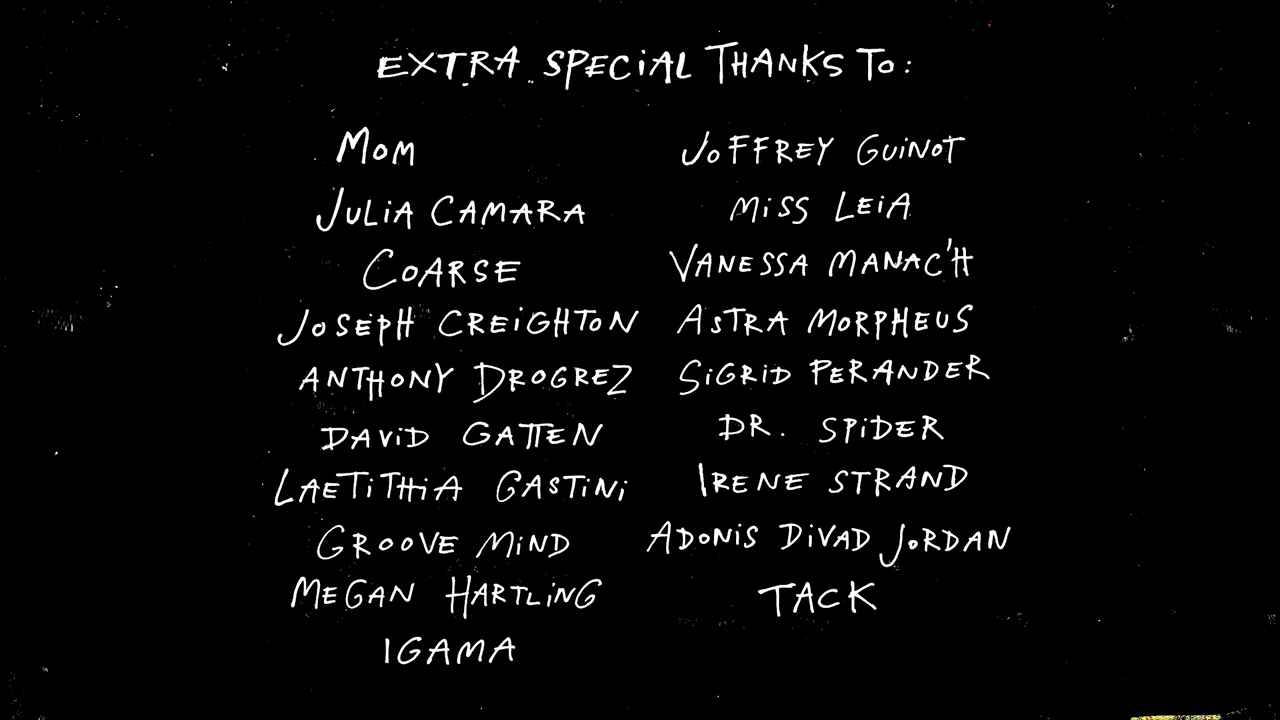 EXTRA SPECIAL THANKS TO:
MOM
JULIA CAMARA
COARSE
JOSEPH CREIGHTON
ANTHONY DROGREZ
DAVID GATTEN
LAETITHIA GASTINI
GROOVE MIND
MEGAN HARTLING
IGAMA
JOFFREY GUINOT
MISS LEIA
VANESSA MANAC'H
ASTRA MORPHEUS
SIGRID PERANDER
DR. SPIDER
IRENE STRAND
ADONIS DIVAD JORDAN
TACK